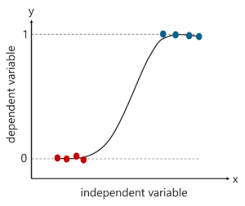 y
1
dependent variable
0
x
independent variable